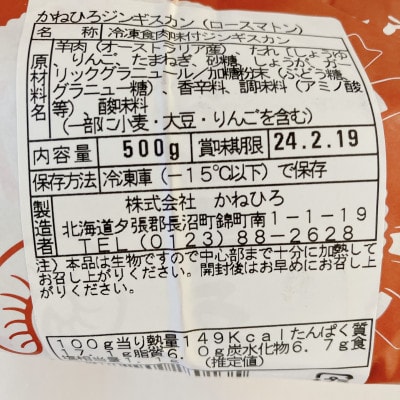 かねひろジンギスカン（ロースマトン）
名　称 冷凍食肉味付ジンギスカン
原材料名 羊肉（オーストラリア産）、たれ［しょうゆ
、りんご、たまねぎ、砂糖、しょうが、ガー
リックグラニュール／加糖粉末（ぶどう糖、
グラニュー糖）、香辛料、調味料（アミノ酸
等）　酸味料
（一部に小麦・大豆・りんごを含む）
内容量 500g 賞味期限 24.2.19
保存方法 冷凍庫（－15℃以下）で保存
製造者 株式会社　かねひろ
北海道夕張郡長沼町錦町南1－1－19
TEL（0123）88－2628
注）本品は生物ですので中心部まで十分に加熱して
お召し上がりください。開封後はお早めにお召し上
がりください。
100g当り熱量149Kcalたんぱく質
脂質6.0g炭水化物6.7g食
（推定値）